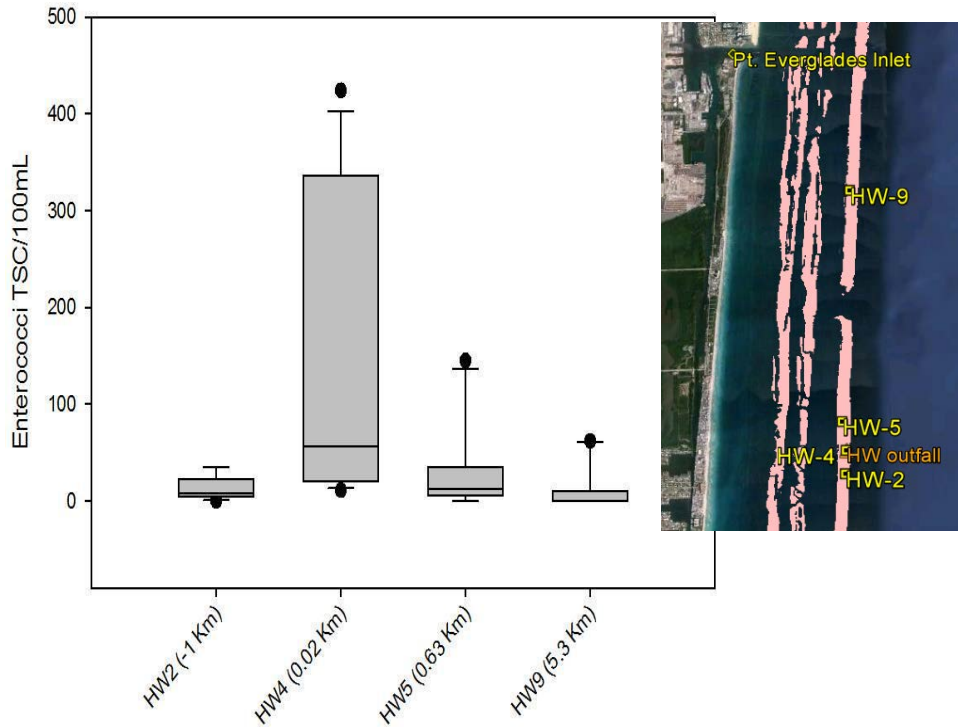 500
400
300
200
100
0
Enterococci TSC/100mL
HW2 (-1 Km)
HW4 (0.02 Km)
HW5 (0.63 Km)
HW9 (5.3 Km)
Pt. Everglades Inlet
HW-9
HW-5
HW-4 HW outfall
HW-2